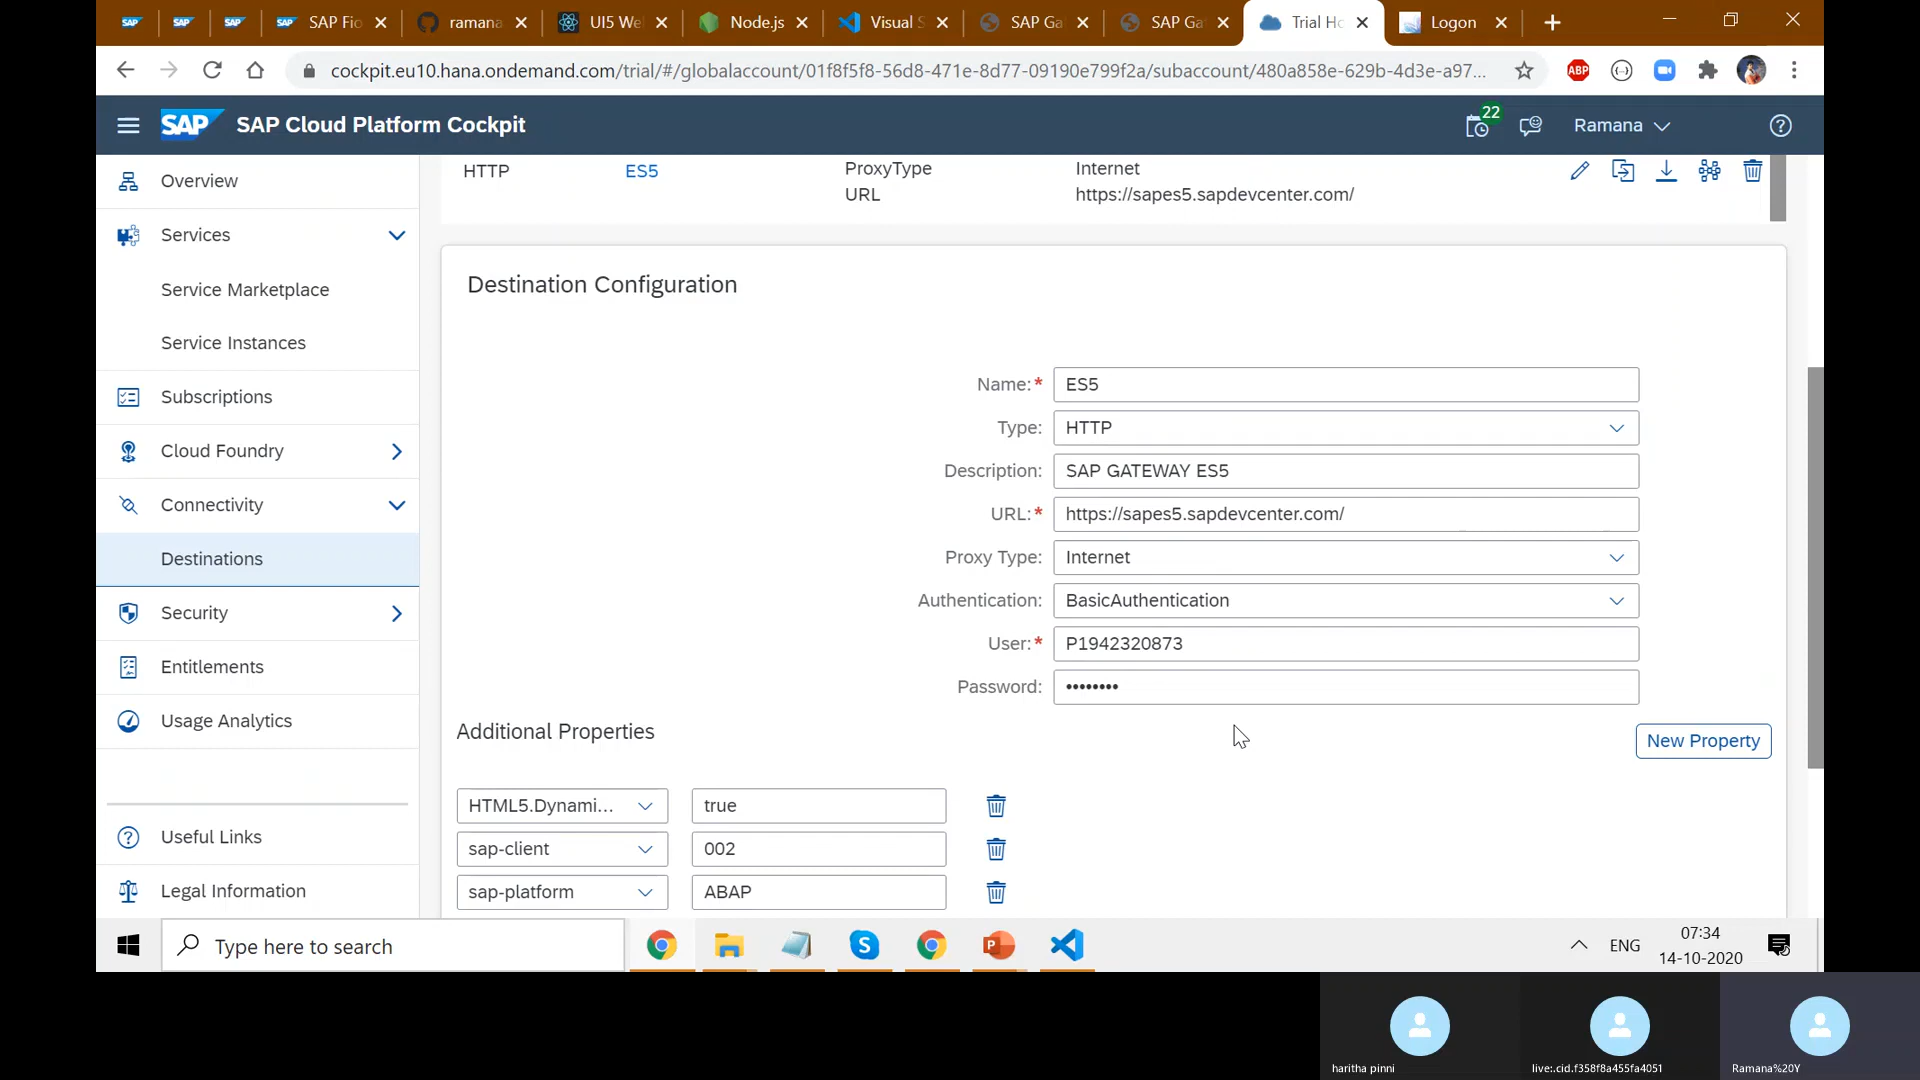 SAP
SAP
SAP
SAP SAP Fio
ramana
UI5 We
Node.js
Visual S
SAP Ga
SAP Ga
Trial Ho
Logon
cockpit.eu10.hana.ondemand.com/trial/#/globalaccount/01f8f5f8-56d8-471e-8d77-09190e799f2a/subaccount/480a858e-629b-4d3e-a97...
ABP
SAP SAP Cloud Platform Cockpit
22
Ramana
Overview
Services
Service Marketplace
Service Instances
Subscriptions
Cloud Foundry
Connectivity
Destinations
Security
Entitlements
Usage Analytics
Useful Links
Legal Information
HTTP ES5 ProxyType Internet
URL https://sapes5.sapdevcenter.com/
Destination Configuration
Name:* ES5
Type: HTTP
Description: SAP GATEWAY ES5
URL:* https://sapes5.sapdevcenter.com/
Proxy Type: Internet
Authentication: BasicAuthentication
User:* P1942320873
Password: ••••••••
Additional Properties
New Property
HTML5.Dynami... true
sap-client 002
sap-platform ABAP
Type here to search
ENG
07:34
14-10-2020
haritha pinni
live:.cid.f358f8a455fa4051
Ramana%20Y